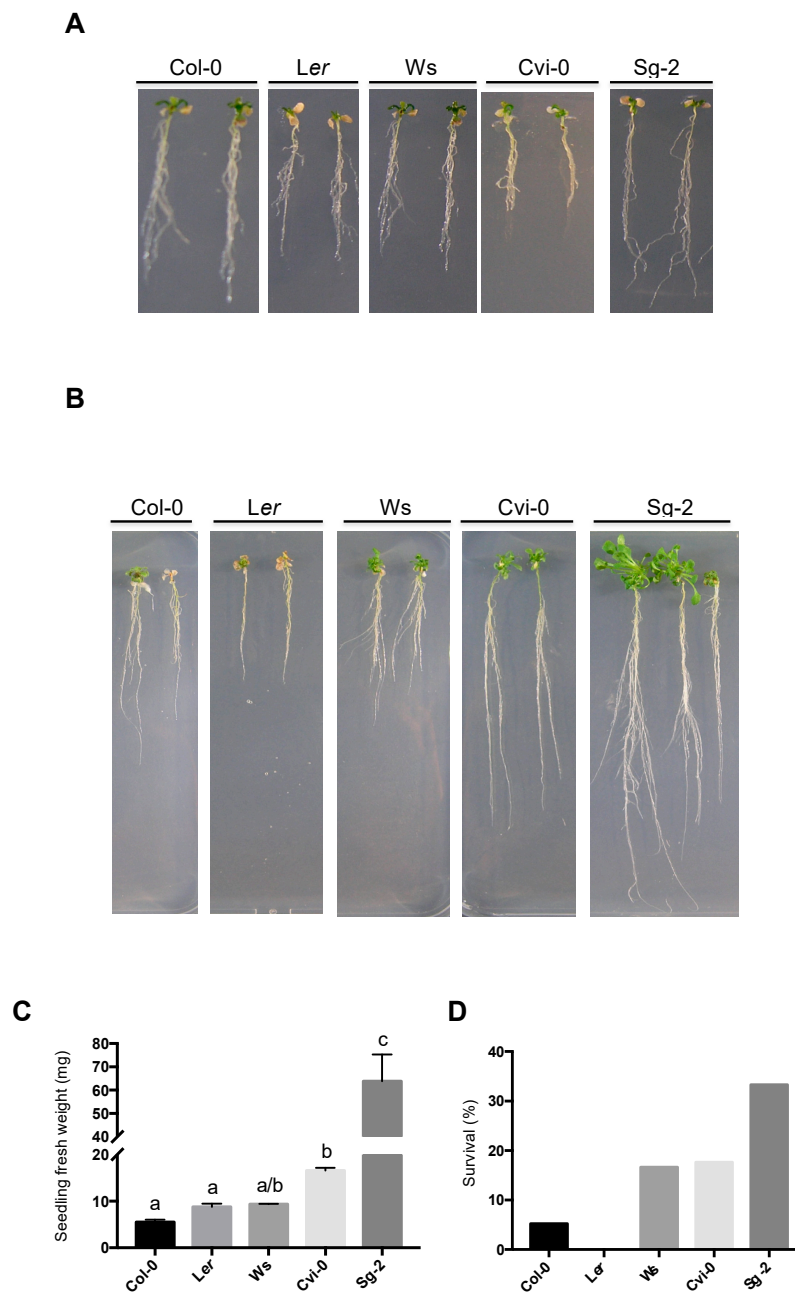 A
Col-0 Ler Ws Cvi-0 Sg-2
B
Col-0 Ler Ws Cvi-0 Sg-2
C
Seedling fresh weight (mg)
80
70
60
50
40
20
10
0
a a a/b b c
Col-0 Ler Ws Cvi-0 Sg-2
D
Survival (%)
40
30
20
10
0
Col-0 Ler Ws Cvi-0 Sg-2